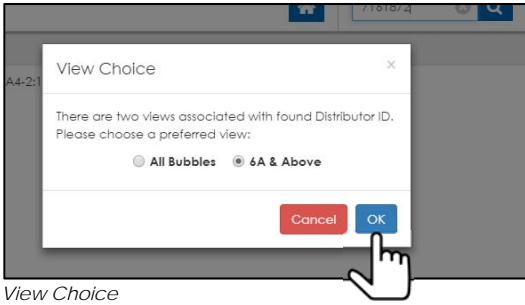 7181872
A4-2:1
View Choice ×
There are two views associated with found Distributor ID.
Please choose a preferred view:
All Bubbles 6A & Above
Cancel OK
View Choice